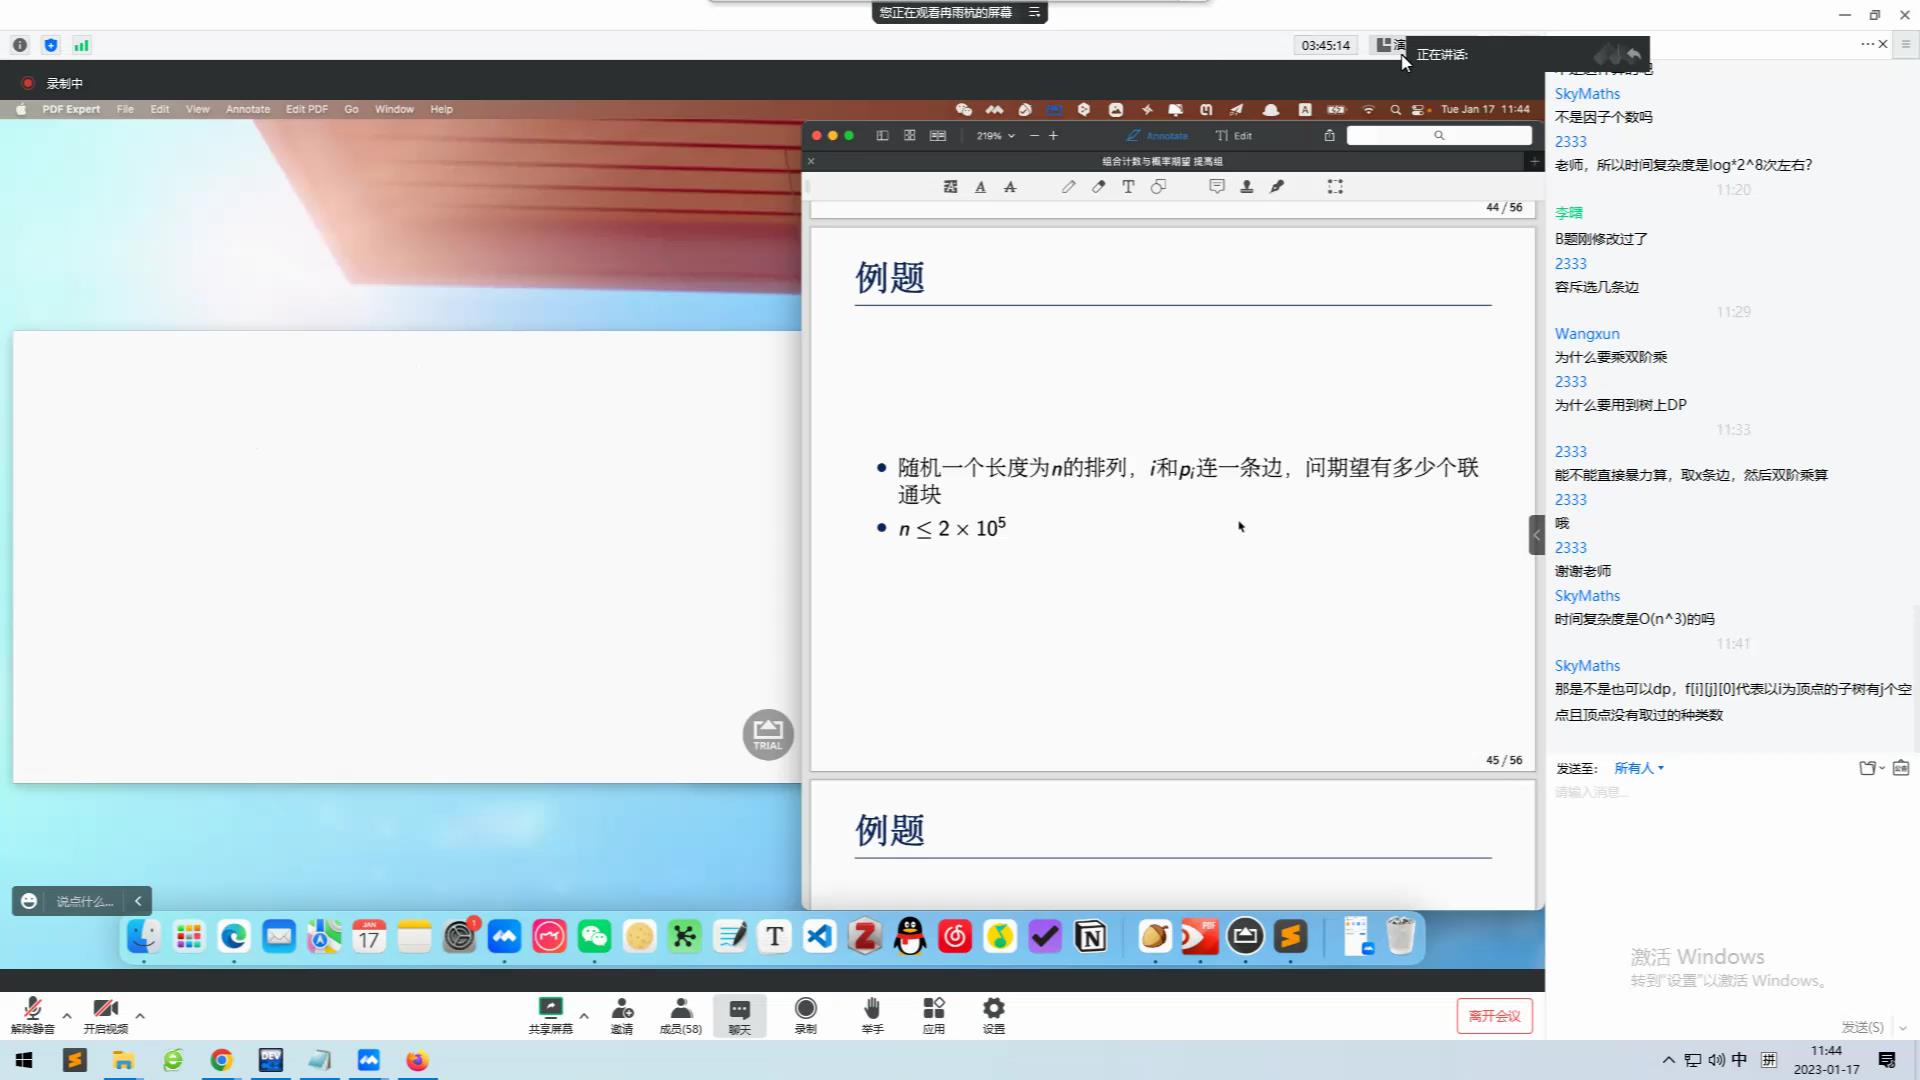 您正在观看冉雨杭的屏幕
03:45:14
演
正在讲话:
录制中
PDF Expert File Edit View Annotate Edit PDF Go Window Help
Tue Jan 17 11:44
219%
Annotate
Edit
组合计数与概率期望 提高组
44 / 56
例题
随机一个长度为n的排列，i和pᵢ连一条边，问期望有多少个联
通块
n ≤ 2 × 10⁵
45 / 56
例题
TRIAL
说点什么...
JAN
17
SkyMaths
不是因子个数吗
2333
老师，所以时间复杂度是log*2^8次左右?
11:20
李曙
B题刚修改过了
2333
容斥选几条边
11:29
Wangxun
为什么要乘双阶乘
2333
为什么要用到树上DP
11:33
2333
能不能直接暴力算，取x条边，然后双阶乘算
2333
哦
2333
谢谢老师
SkyMaths
时间复杂度是O(n^3)的吗
11:41
SkyMaths
那是不是也可以dp，f[i][j][0]代表以i为顶点的子树有j个空
点且顶点没有取过的种类数
发送至: 所有人
请输入消息...
激活 Windows
转到"设置"以激活 Windows。
发送(S)
解除静音
开启视频
共享屏幕
邀请
成员(58)
聊天
录制
举手
应用
设置
离开会议
DEV
中
拼
11:44
2023-01-17